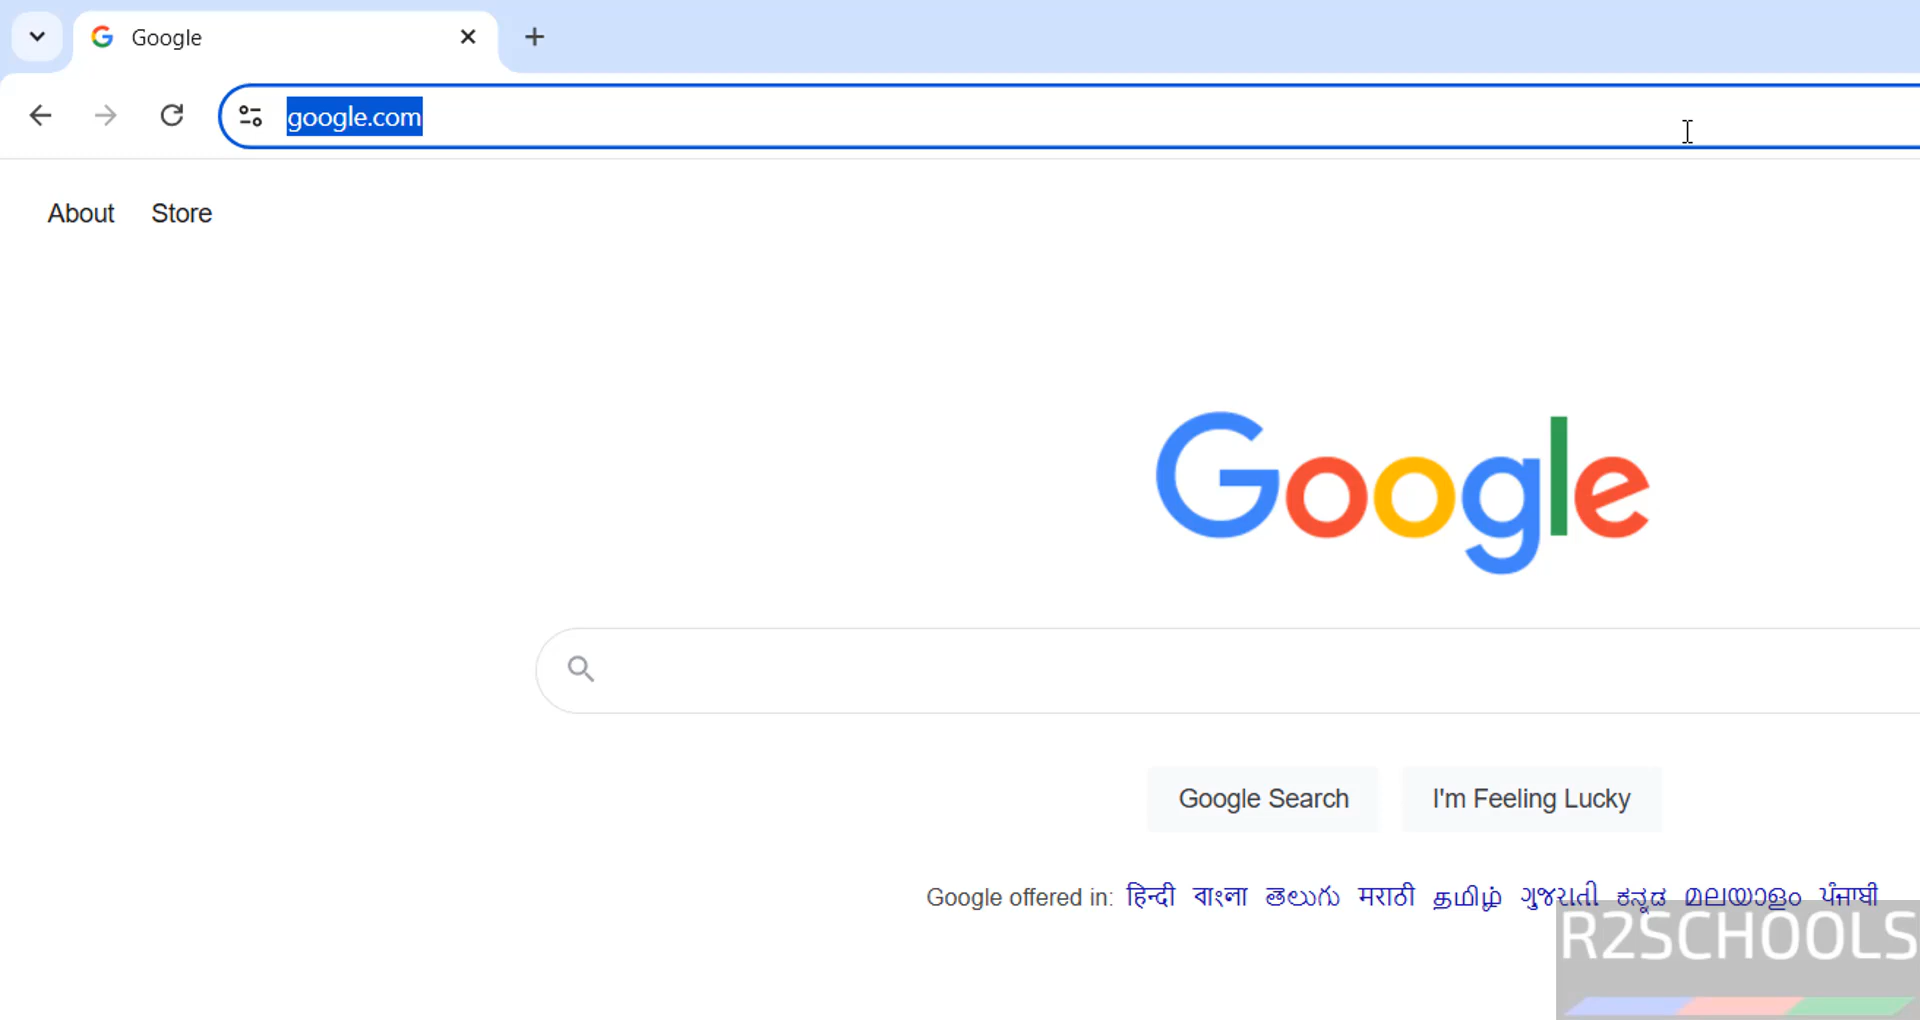 Google
google.com
About Store
Google
Google Search I'm Feeling Lucky
Google offered in: हिन्दी বাংলা తెలుగు मराठी தமிழ் ગુજરાતી ಕನ್ನಡ മലയാളം ਪੰਜਾਬੀ
R2SCHOOLS